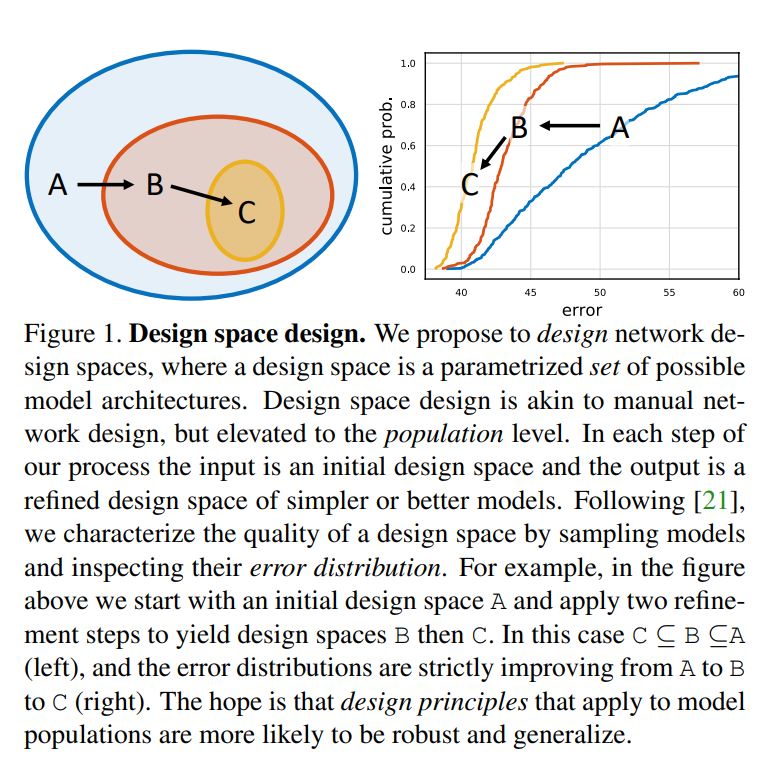 A
B
C
cumulative prob.
1.0
0.8
0.6
0.4
0.2
0.0
B
A
C
40 45 50 55 60
error
Figure 1. Design space design. We propose to design network de-
sign spaces, where a design space is a parametrized set of possible
model architectures. Design space design is akin to manual net-
work design, but elevated to the population level. In each step of
our process the input is an initial design space and the output is a
refined design space of simpler or better models. Following [21],
we characterize the quality of a design space by sampling models
and inspecting their error distribution. For example, in the figure
above we start with an initial design space A and apply two refine-
ment steps to yield design spaces B then C. In this case C ⊆ B ⊆A
(left), and the error distributions are strictly improving from A to B
to C (right). The hope is that design principles that apply to model
populations are more likely to be robust and generalize.